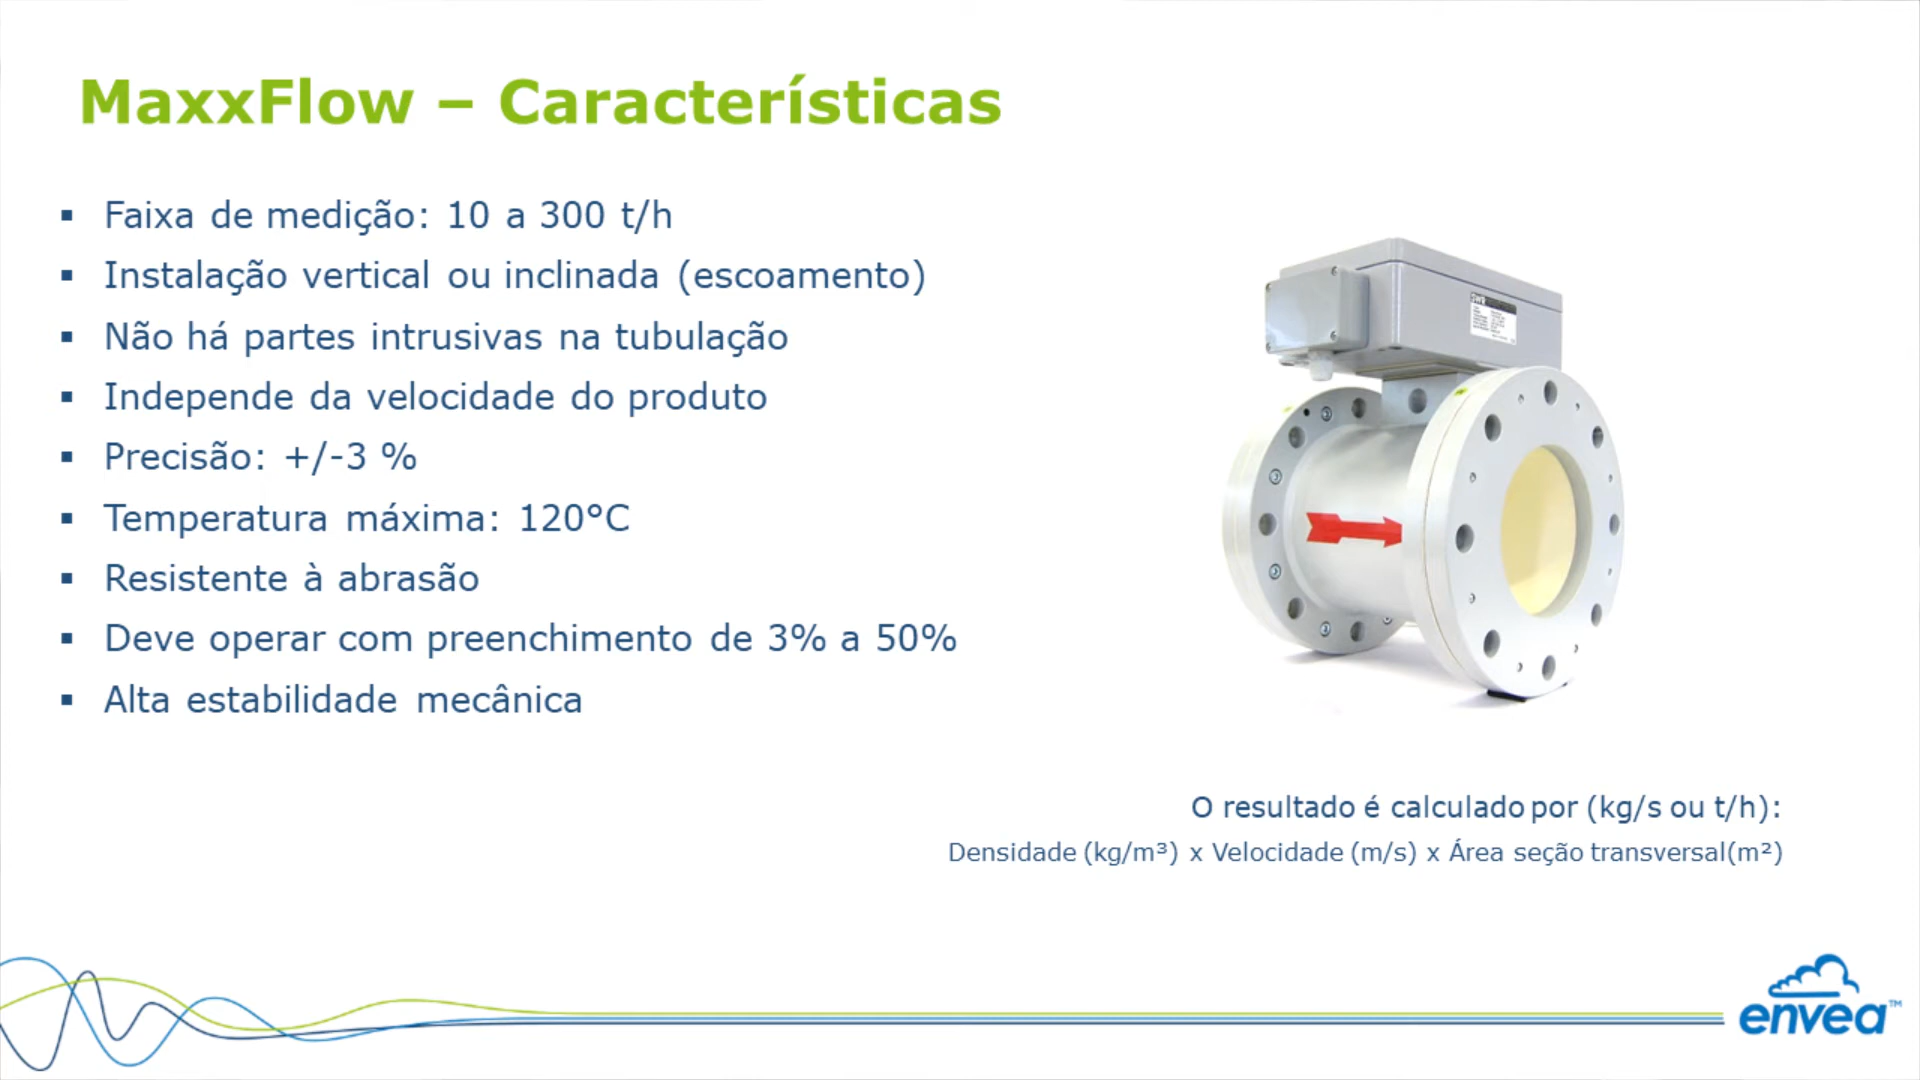 MaxxFlow – Características
▪ Faixa de medição: 10 a 300 t/h
▪ Instalação vertical ou inclinada (escoamento)
▪ Não há partes intrusivas na tubulação
▪ Independe da velocidade do produto
▪ Precisão: +/-3 %
▪ Temperatura máxima: 120°C
▪ Resistente à abrasão
▪ Deve operar com preenchimento de 3% a 50%
▪ Alta estabilidade mecânica
O resultado é calculado por (kg/s ou t/h):
Densidade (kg/m³) x Velocidade (m/s) x Área seção transversal(m²)
envea™